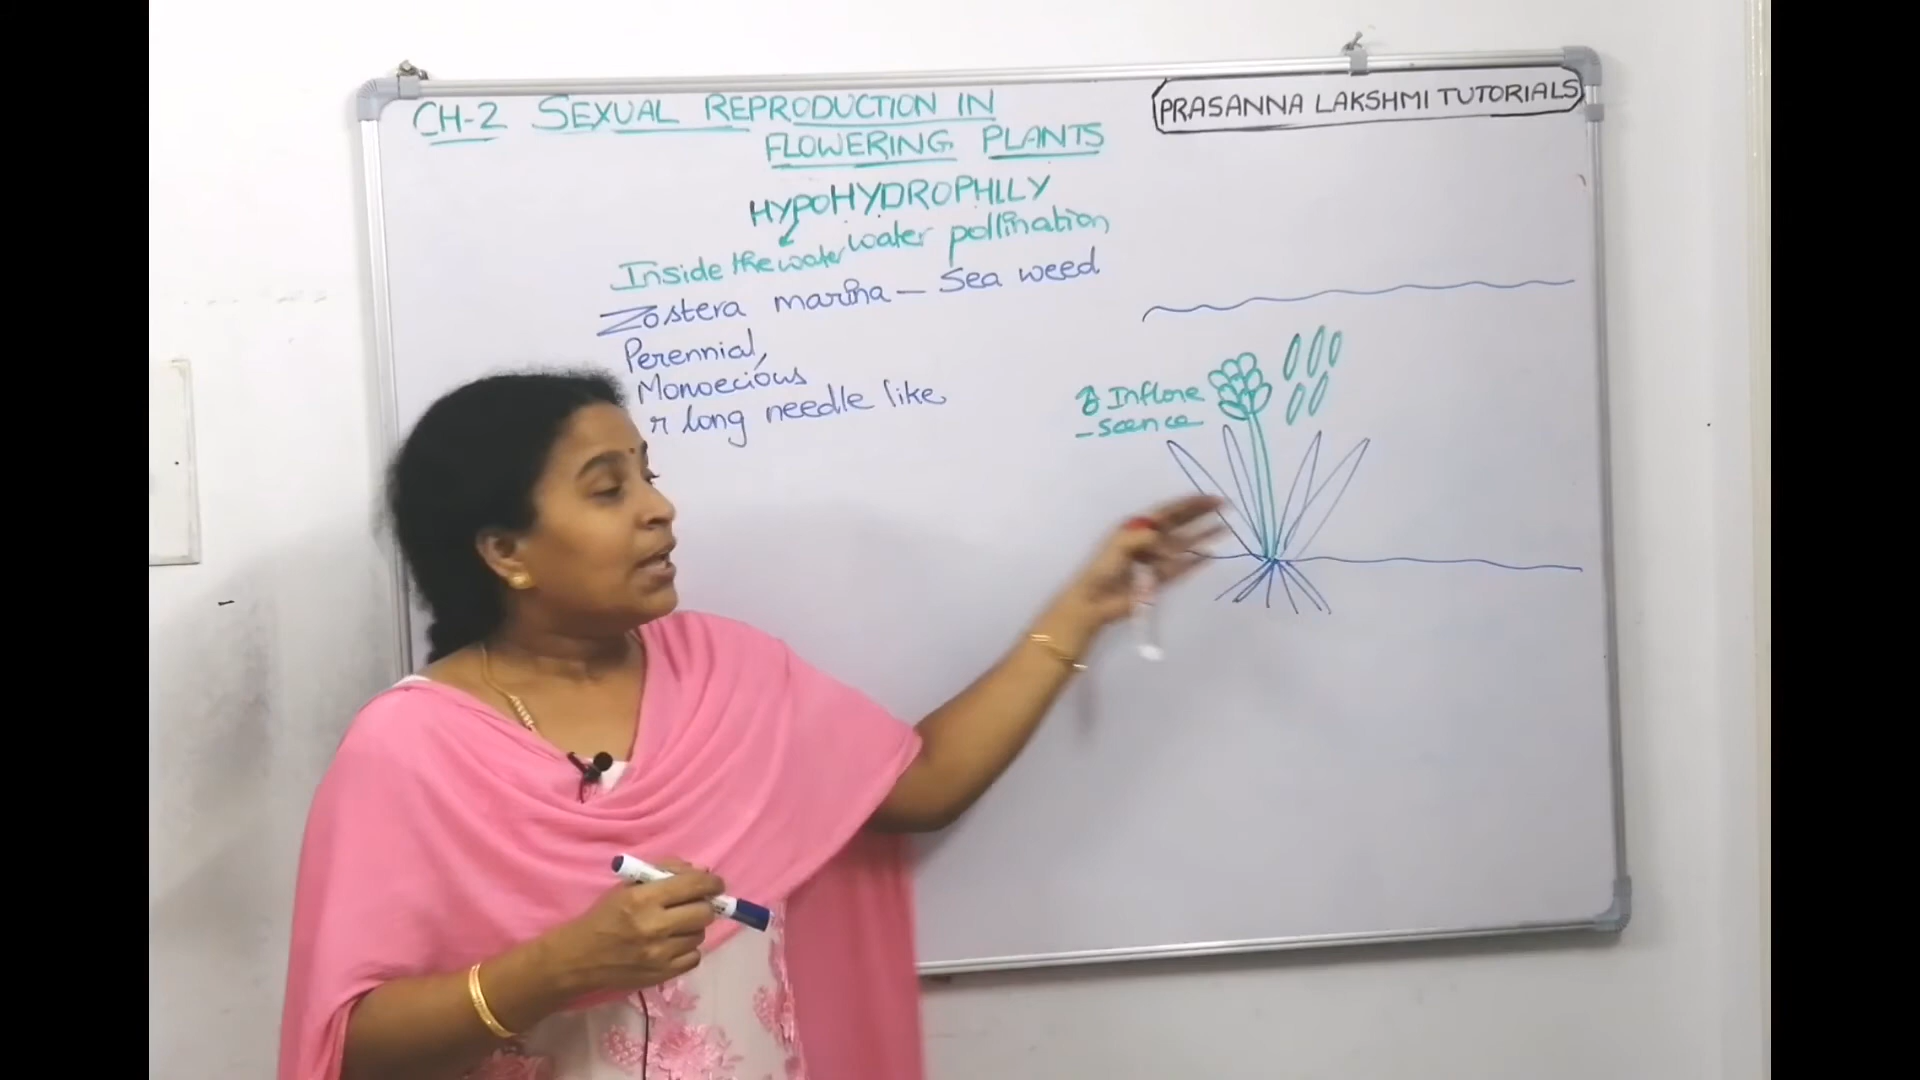 CH-2 SEXUAL REPRODUCTION IN
FLOWERING PLANTS
PRASANNA LAKSHMI TUTORIALS
HYPOHYDROPHILY
Inside the water water pollination
Zostera marina – Sea weed
Perennial,
Monoecious
r long needle like
Inflore
-scence